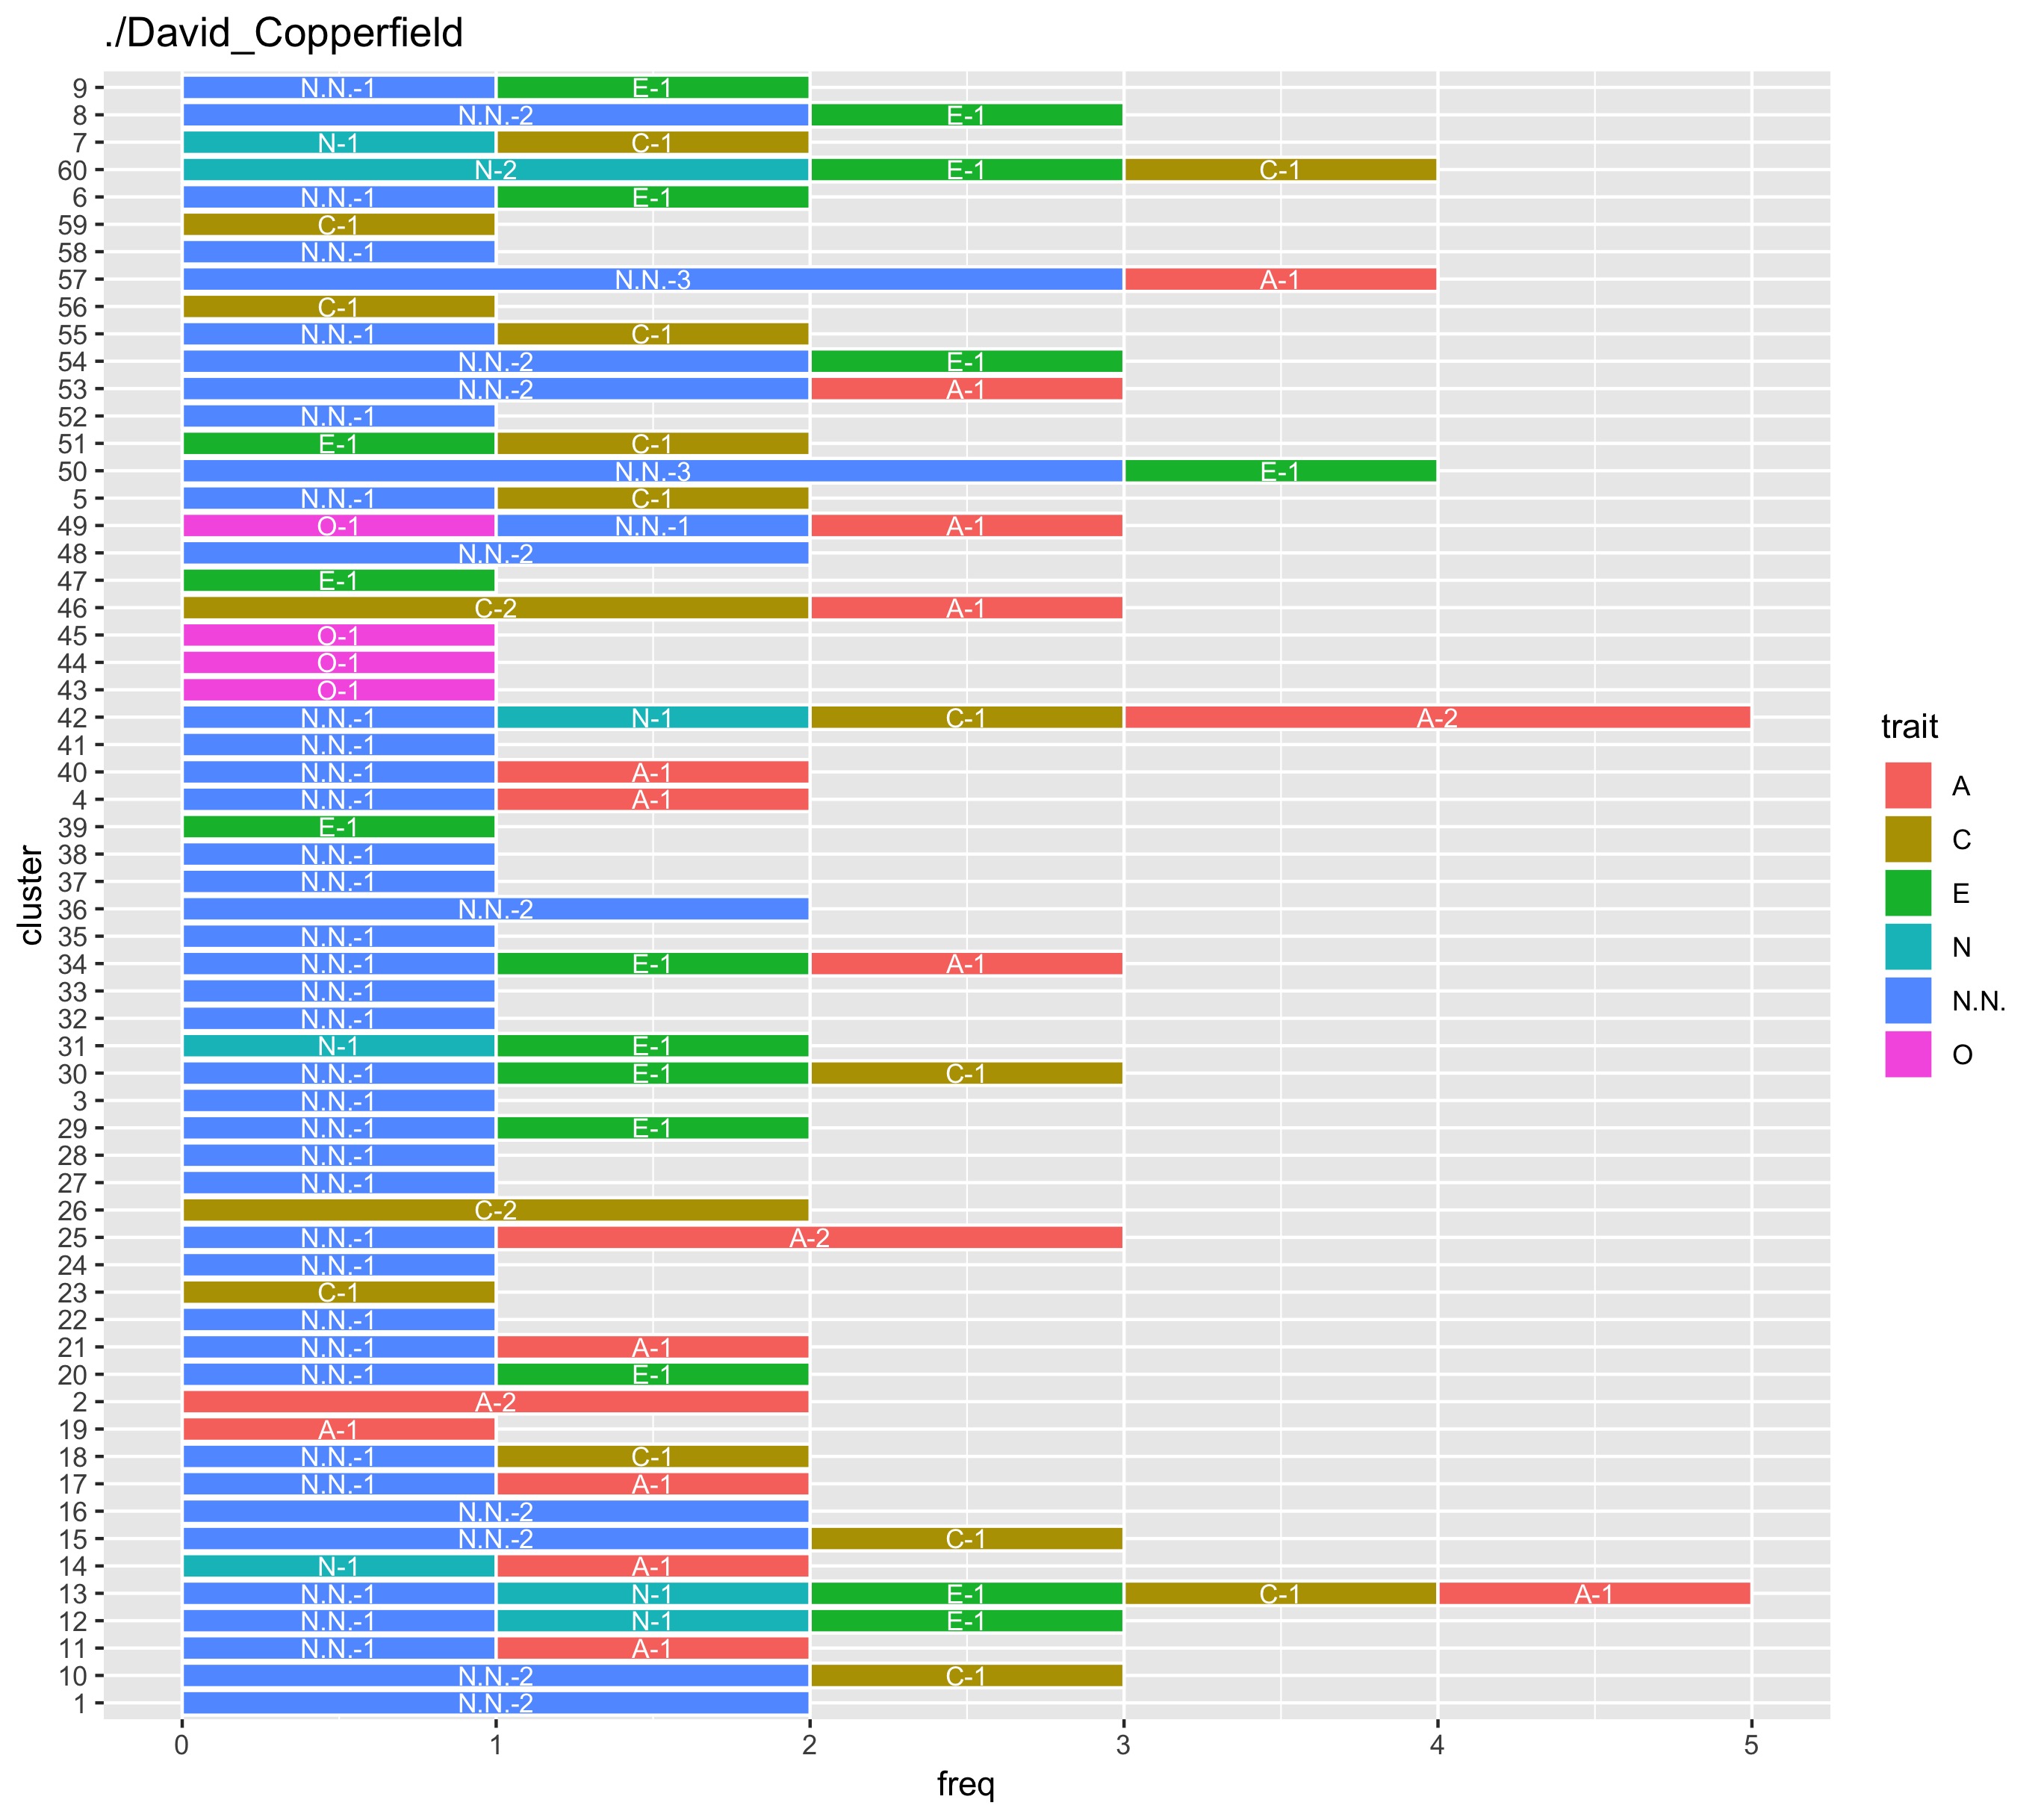 ./David_Copperfield
9 N.N.-1 E-1
8 N.N.-2 E-1
7 N-1 C-1
60 N-2 E-1 C-1
6 N.N.-1 E-1
59 C-1
58 N.N.-1
57 N.N.-3 A-1
56 C-1
55 N.N.-1 C-1
54 N.N.-2 E-1
53 N.N.-2 A-1
52 N.N.-1
51 E-1 C-1
50 N.N.-3 E-1
5 N.N.-1 C-1
49 O-1 N.N.-1 A-1
48 N.N.-2
47 E-1
46 C-2 A-1
45 O-1
44 O-1
43 O-1
42 N.N.-1 N-1 C-1 A-2
41 N.N.-1
40 N.N.-1 A-1
4 N.N.-1 A-1
39 E-1
38 N.N.-1
37 N.N.-1
36 N.N.-2
35 N.N.-1
34 N.N.-1 E-1 A-1
33 N.N.-1
32 N.N.-1
31 N-1 E-1
30 N.N.-1 E-1 C-1
3 N.N.-1
29 N.N.-1 E-1
28 N.N.-1
27 N.N.-1
26 C-2
25 N.N.-1 A-2
24 N.N.-1
23 C-1
22 N.N.-1
21 N.N.-1 A-1
20 N.N.-1 E-1
2 A-2
19 A-1
18 N.N.-1 C-1
17 N.N.-1 A-1
16 N.N.-2
15 N.N.-2 C-1
14 N-1 A-1
13 N.N.-1 N-1 E-1 C-1 A-1
12 N.N.-1 N-1 E-1
11 N.N.-1 A-1
10 N.N.-2 C-1
1 N.N.-2
0 1 2 3 4 5
freq
cluster
trait
A
C
E
N
N.N.
O